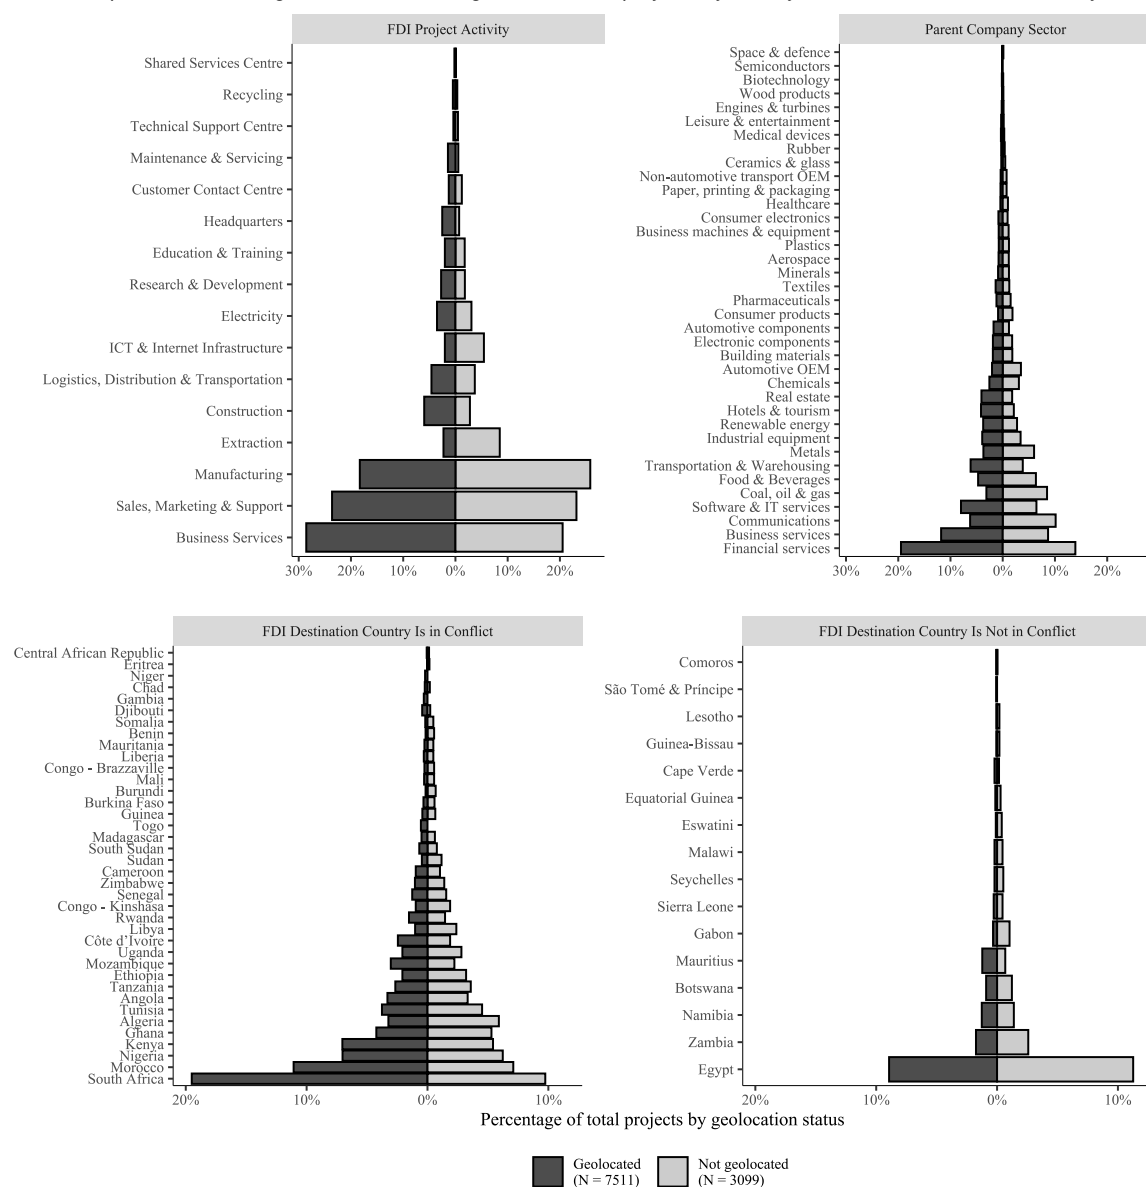 FDI Project Activity
Shared Services Centre
Recycling
Technical Support Centre
Maintenance & Servicing
Customer Contact Centre
Headquarters
Education & Training
Research & Development
Electricity
ICT & Internet Infrastructure
Logistics, Distribution & Transportation
Construction
Extraction
Manufacturing
Sales, Marketing & Support
Business Services
30% 20% 10% 0% 10% 20%
Parent Company Sector
Space & defence
Semiconductors
Biotechnology
Wood products
Engines & turbines
Leisure & entertainment
Medical devices
Rubber
Ceramics & glass
Non-automotive transport OEM
Paper, printing & packaging
Healthcare
Consumer electronics
Business machines & equipment
Plastics
Aerospace
Minerals
Textiles
Pharmaceuticals
Consumer products
Automotive components
Electronic components
Building materials
Automotive OEM
Chemicals
Real estate
Hotels & tourism
Renewable energy
Industrial equipment
Metals
Transportation & Warehousing
Food & Beverages
Coal, oil & gas
Software & IT services
Communications
Business services
Financial services
30% 20% 10% 0% 10% 20%
FDI Destination Country Is in Conflict
Central African Republic
Eritrea
Niger
Chad
Gambia
Djibouti
Somalia
Benin
Mauritania
Liberia
Congo - Brazzaville
Mali
Burundi
Burkina Faso
Guinea
Togo
Madagascar
South Sudan
Sudan
Cameroon
Zimbabwe
Senegal
Congo - Kinshasa
Rwanda
Libya
Côte d'Ivoire
Uganda
Mozambique
Ethiopia
Tanzania
Angola
Tunisia
Algeria
Ghana
Kenya
Nigeria
Morocco
South Africa
20% 10% 0% 10%
FDI Destination Country Is Not in Conflict
Comoros
São Tomé & Príncipe
Lesotho
Guinea-Bissau
Cape Verde
Equatorial Guinea
Eswatini
Malawi
Seychelles
Sierra Leone
Gabon
Mauritius
Botswana
Namibia
Zambia
Egypt
20% 10% 0% 10%
Percentage of total projects by geolocation status
Geolocated
(N = 7511)
Not geolocated
(N = 3099)